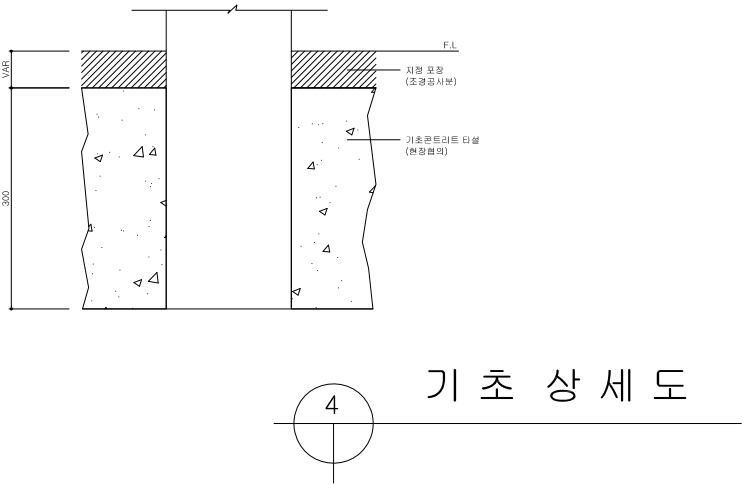 F.L
VAR
지정 포장
(조경공사분)
기초콘트리트 타설
(현장협의)
300
4
기 초 상 세 도